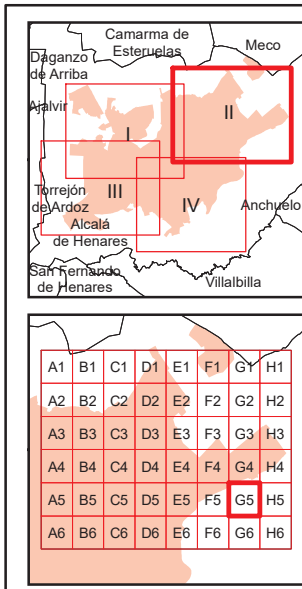 Camarma de
Esteruelas
Meco
Daganzo
de Arriba
Ajalvir
I
II
Torrejón
de Ardoz
III
IV
Anchuelo
Alcalá
de Henares
San Fernando
de Henares
Villalbilla
A1 B1 C1 D1 E1 F1 G1 H1
A2 B2 C2 D2 E2 F2 G2 H2
A3 B3 C3 D3 E3 F3 G3 H3
A4 B4 C4 D4 E4 F4 G4 H4
A5 B5 C5 D5 E5 F5 G5 H5
A6 B6 C6 D6 E6 F6 G6 H6